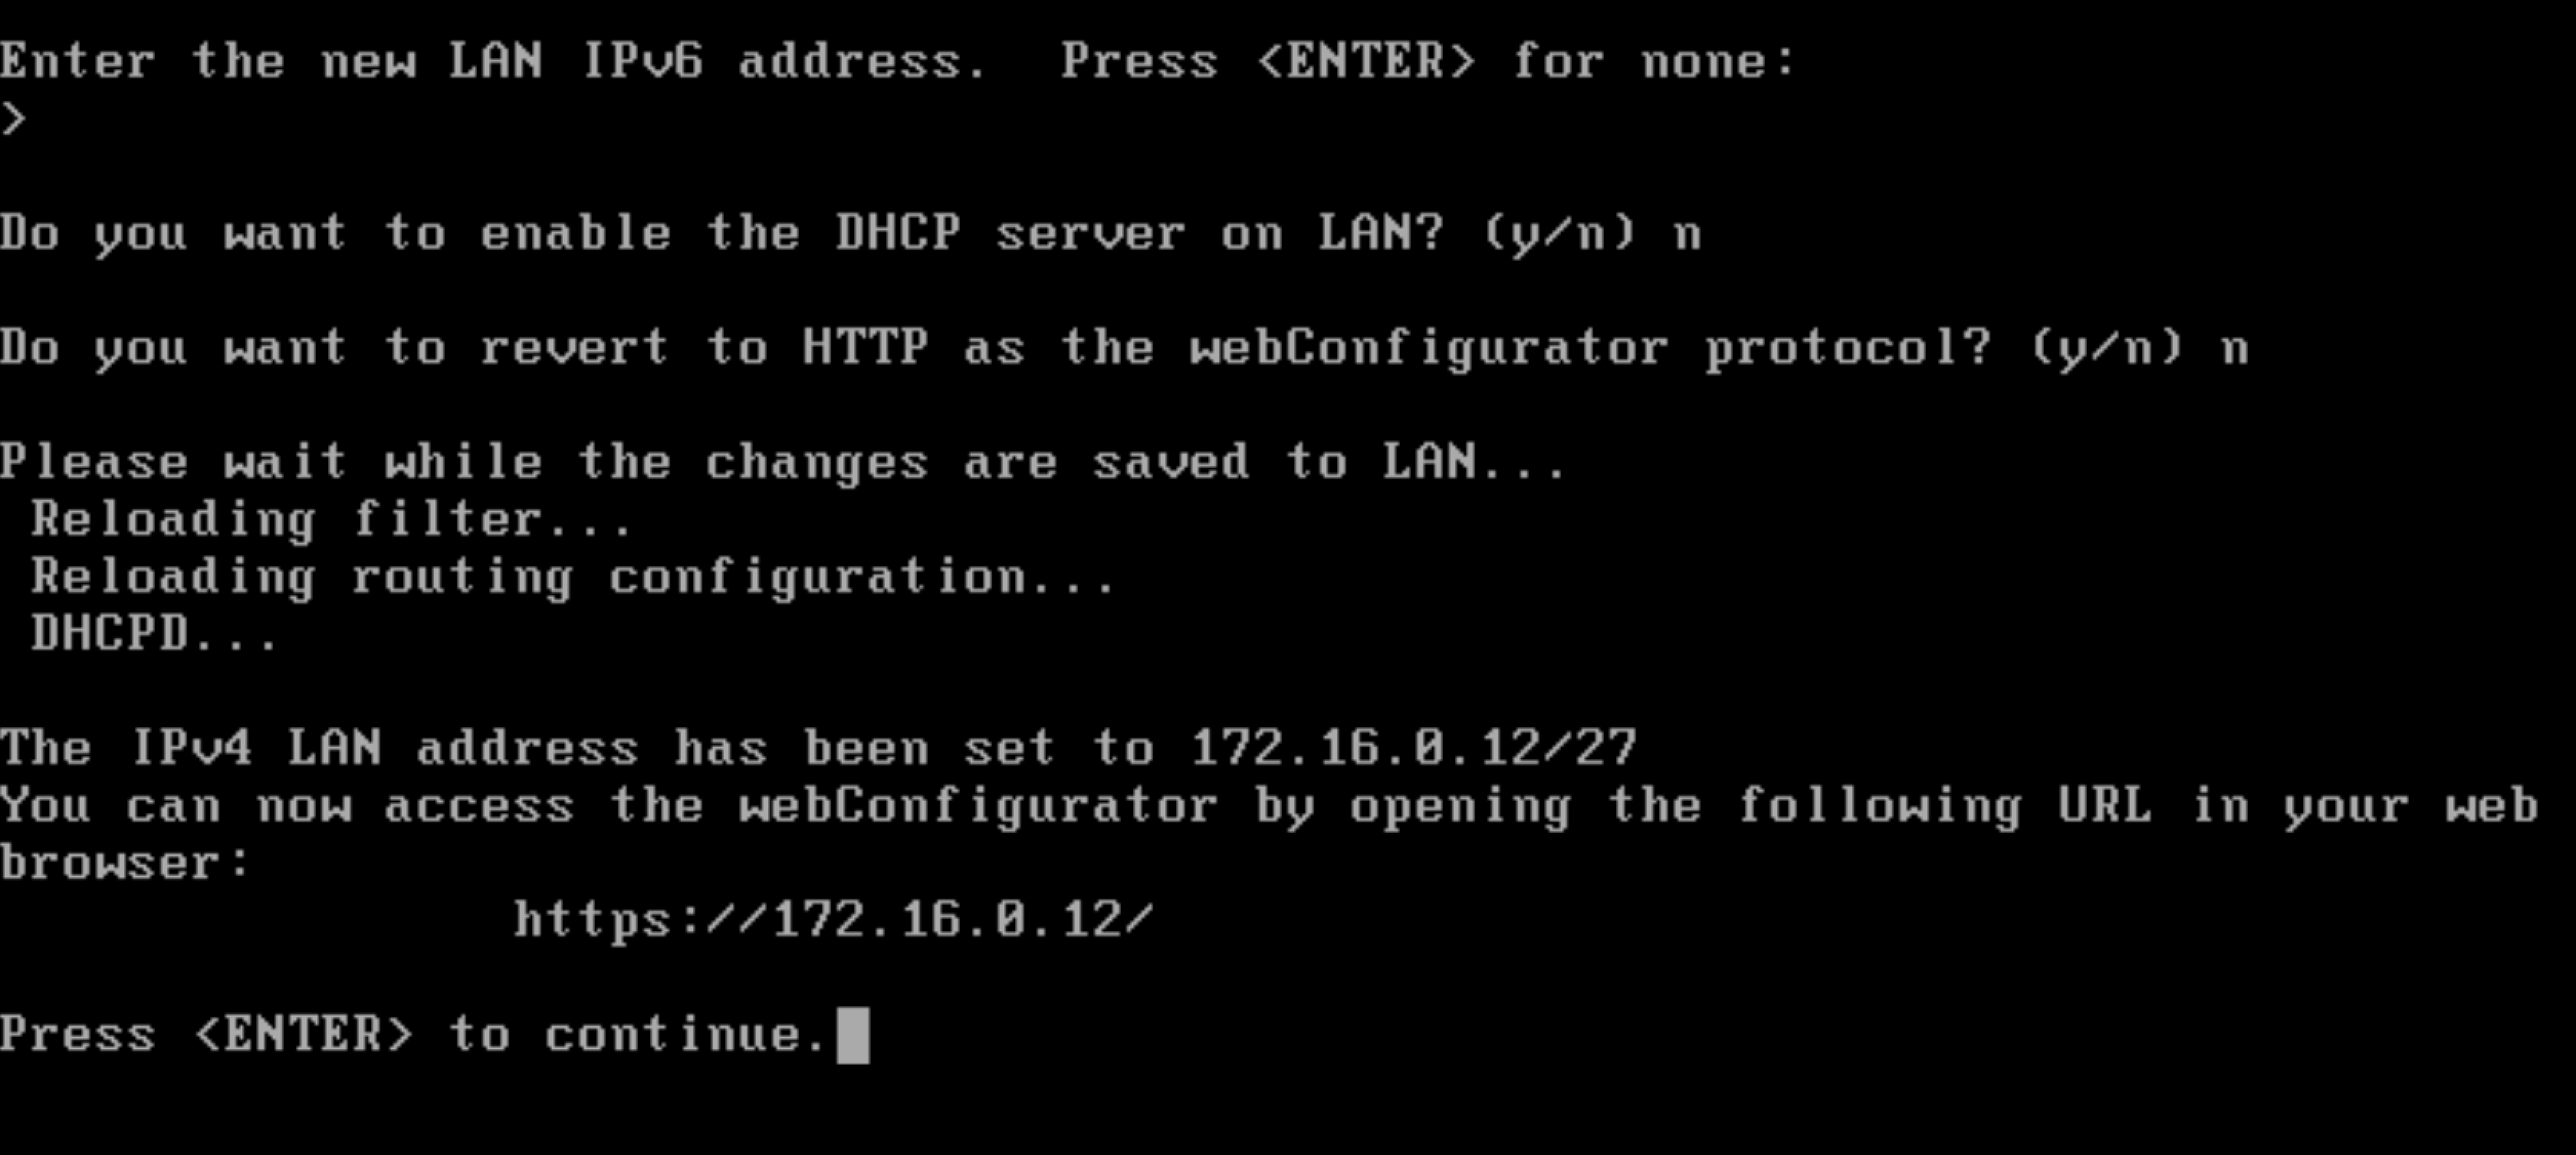 Enter the new LAN IPv6 address.  Press <ENTER> for none:
>
Do you want to enable the DHCP server on LAN? (y/n) n
Do you want to revert to HTTP as the webConfigurator protocol? (y/n) n
Please wait while the changes are saved to LAN...
 Reloading filter...
 Reloading routing configuration...
 DHCPD...
The IPv4 LAN address has been set to 172.16.0.12/27
You can now access the webConfigurator by opening the following URL in your web
browser:
                https://172.16.0.12/
Press <ENTER> to continue.